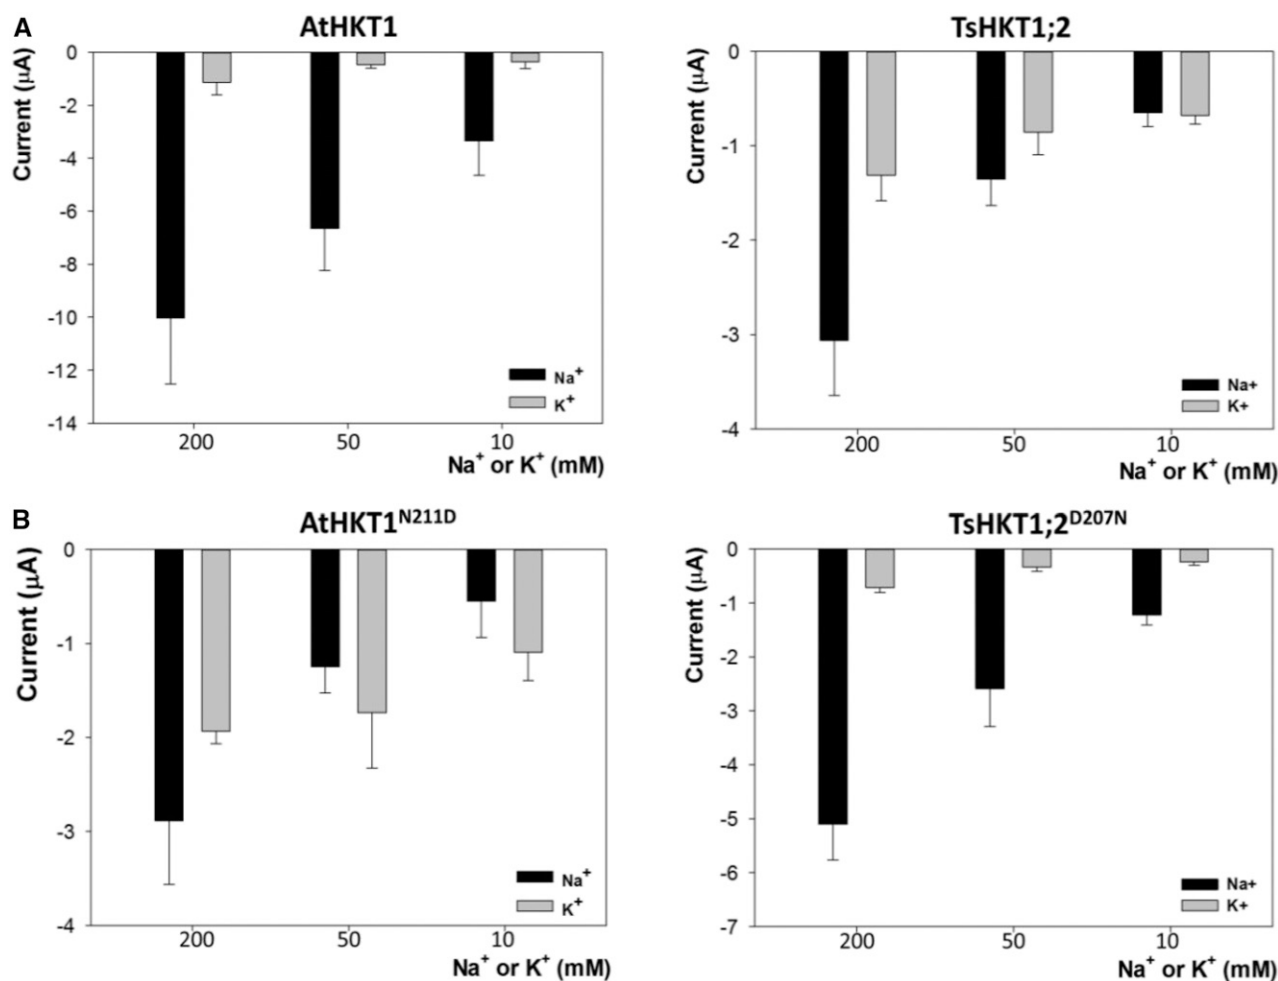 A
AtHKT1
Current (μA)
0
-2
-4
-6
-8
-10
-12
-14
Na+
K+
200 50 10
Na+ or K+ (mM)
TsHKT1;2
Current (μA)
0
-1
-2
-3
-4
Na+
K+
200 50 10
Na+ or K+ (mM)
B
AtHKT1N211D
Current (μA)
0
-1
-2
-3
-4
Na+
K+
200 50 10
Na+ or K+ (mM)
TsHKT1;2D207N
Current (μA)
0
-1
-2
-3
-4
-5
-6
-7
Na+
K+
200 50 10
Na+ or K+ (mM)